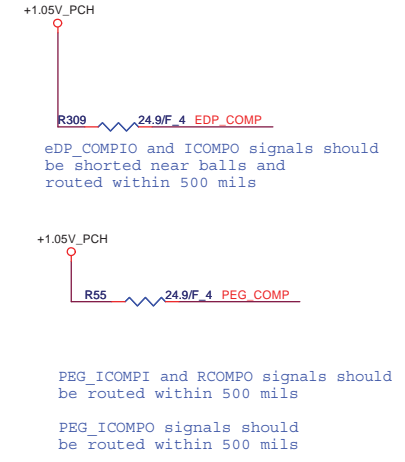 +1.05V_PCH
R309 24.9/F_4 EDP_COMP
eDP_COMPIO and ICOMPO signals should
be shorted near balls and
routed within 500 mils
+1.05V_PCH
R55 24.9/F_4 PEG_COMP
PEG_ICOMPI and RCOMPO signals should
be routed within 500 mils
PEG_ICOMPO signals should
be routed within 500 mils